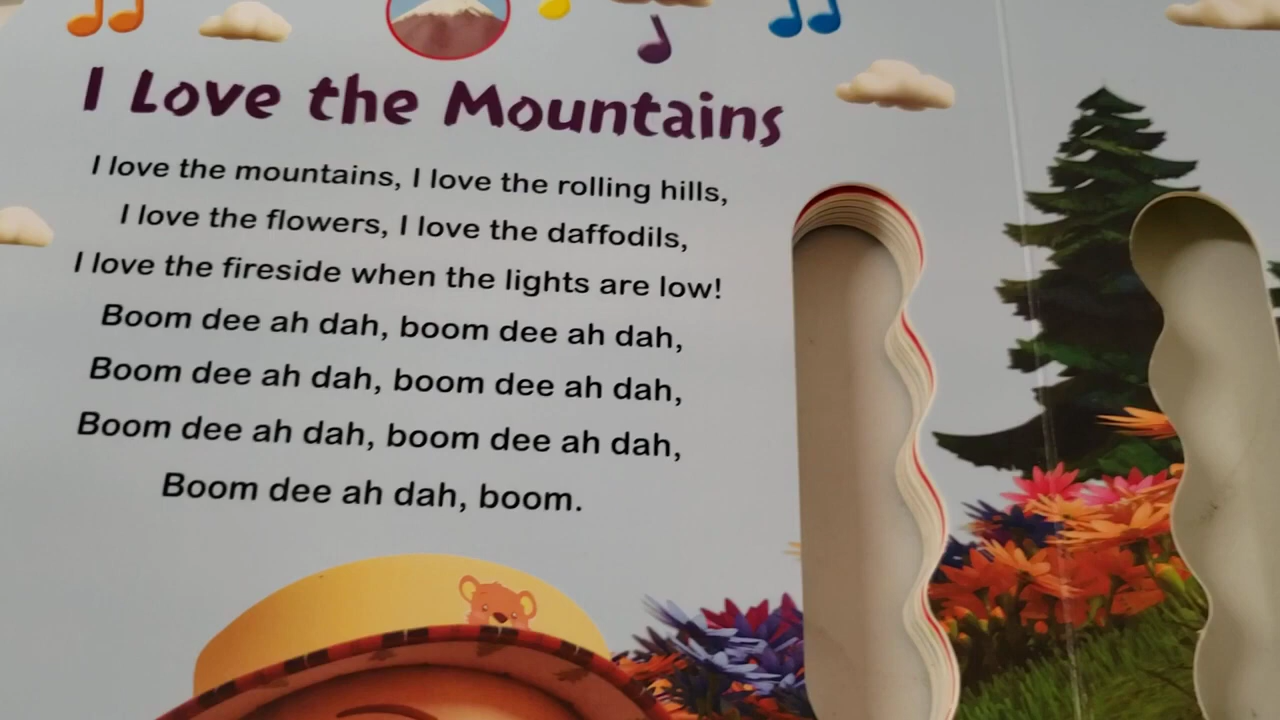 I Love the Mountains
I love the mountains, I love the rolling hills,
I love the flowers, I love the daffodils,
I love the fireside when the lights are low!
Boom dee ah dah, boom dee ah dah,
Boom dee ah dah, boom dee ah dah,
Boom dee ah dah, boom dee ah dah,
Boom dee ah dah, boom.